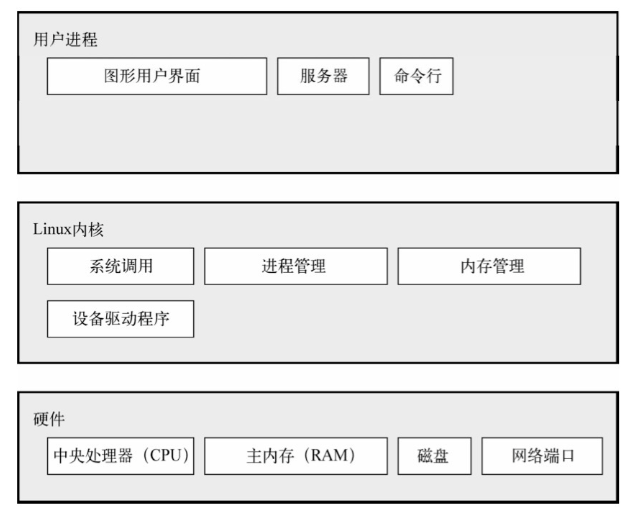 用户进程
图形用户界面 服务器 命令行
Linux内核
系统调用 进程管理 内存管理
设备驱动程序
硬件
中央处理器（CPU） 主内存（RAM） 磁盘 网络端口